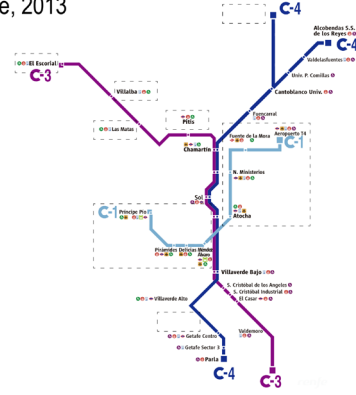 e, 2013
C-4
Alcobendas S.S.
de los Reyes
C-4
Valdelasfuentes
El Escorial
C-3
Univ. P. Comillas
Villalba
Cantoblanco Univ.
Fuencarral
Pitis
Las Matas
Fuente de la Mora
Aeropuerto T4
C-1
Chamartín
N. Ministerios
Sol
C-1
Príncipe Pío
Atocha
Pirámides
Delicias
Méndez
Álvaro
Villaverde Bajo
S. Cristóbal de los Ángeles
S. Cristóbal Industrial
El Casar
Villaverde Alto
Valdemoro
Getafe Centro
Getafe Sector 3
Parla
C-4
C-3